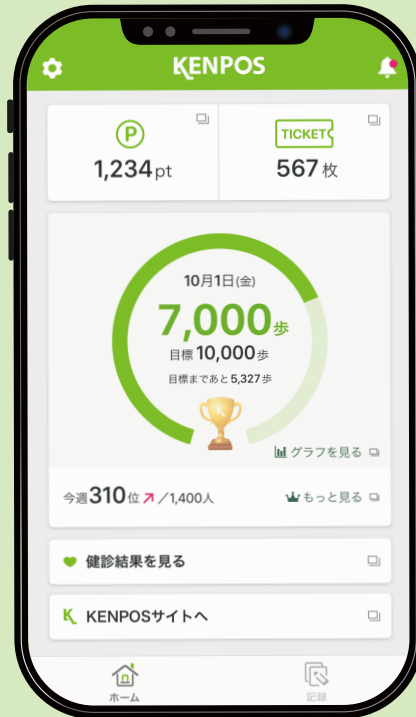 KENPOS
P
TICKET
1,234pt
567枚
10月1日(金)
7,000歩
目標10,000歩
目標まであと5,327歩
K
グラフを見る
今週310位 /1,400人
もっと見る
健診結果を見る
K KENPOSサイトへ
ホーム
記録